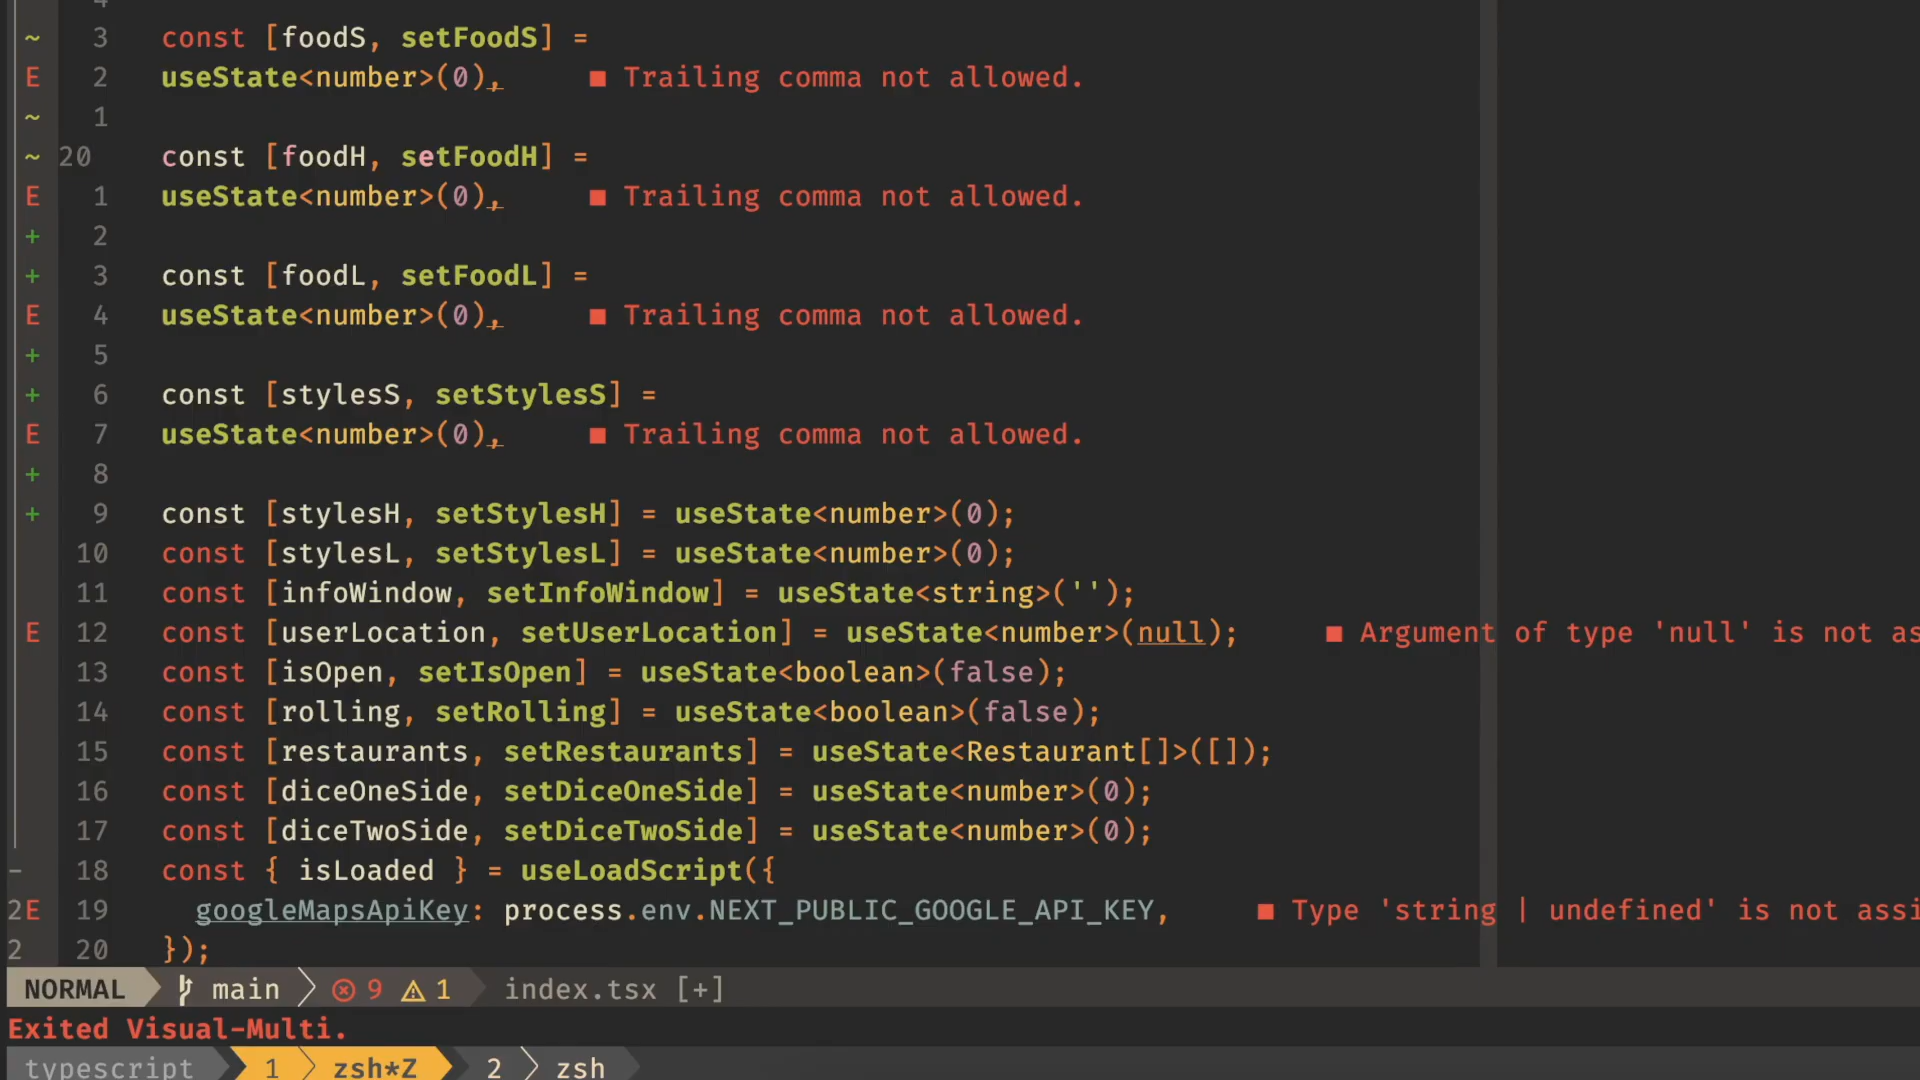 4
~ 3 const [foodS, setFoodS] =
E 2 useState<number>(0), ■ Trailing comma not allowed.
~ 1
~ 20 const [foodH, setFoodH] =
E 1 useState<number>(0), ■ Trailing comma not allowed.
+ 2
+ 3 const [foodL, setFoodL] =
E 4 useState<number>(0), ■ Trailing comma not allowed.
+ 5
+ 6 const [stylesS, setStylesS] =
E 7 useState<number>(0), ■ Trailing comma not allowed.
+ 8
+ 9 const [stylesH, setStylesH] = useState<number>(0);
10 const [stylesL, setStylesL] = useState<number>(0);
11 const [infoWindow, setInfoWindow] = useState<string>('');
E 12 const [userLocation, setUserLocation] = useState<number>(null); ■ Argument of type 'null' is not as
13 const [isOpen, setIsOpen] = useState<boolean>(false);
14 const [rolling, setRolling] = useState<boolean>(false);
15 const [restaurants, setRestaurants] = useState<Restaurant[]>([]);
16 const [diceOneSide, setDiceOneSide] = useState<number>(0);
17 const [diceTwoSide, setDiceTwoSide] = useState<number>(0);
- 18 const { isLoaded } = useLoadScript({
2E 19 googleMapsApiKey: process.env.NEXT_PUBLIC_GOOGLE_API_KEY, ■ Type 'string | undefined' is not assi
2 20 });
NORMAL main 9 1 index.tsx [+]
Exited Visual-Multi.
typescript 1 zsh*Z 2 zsh